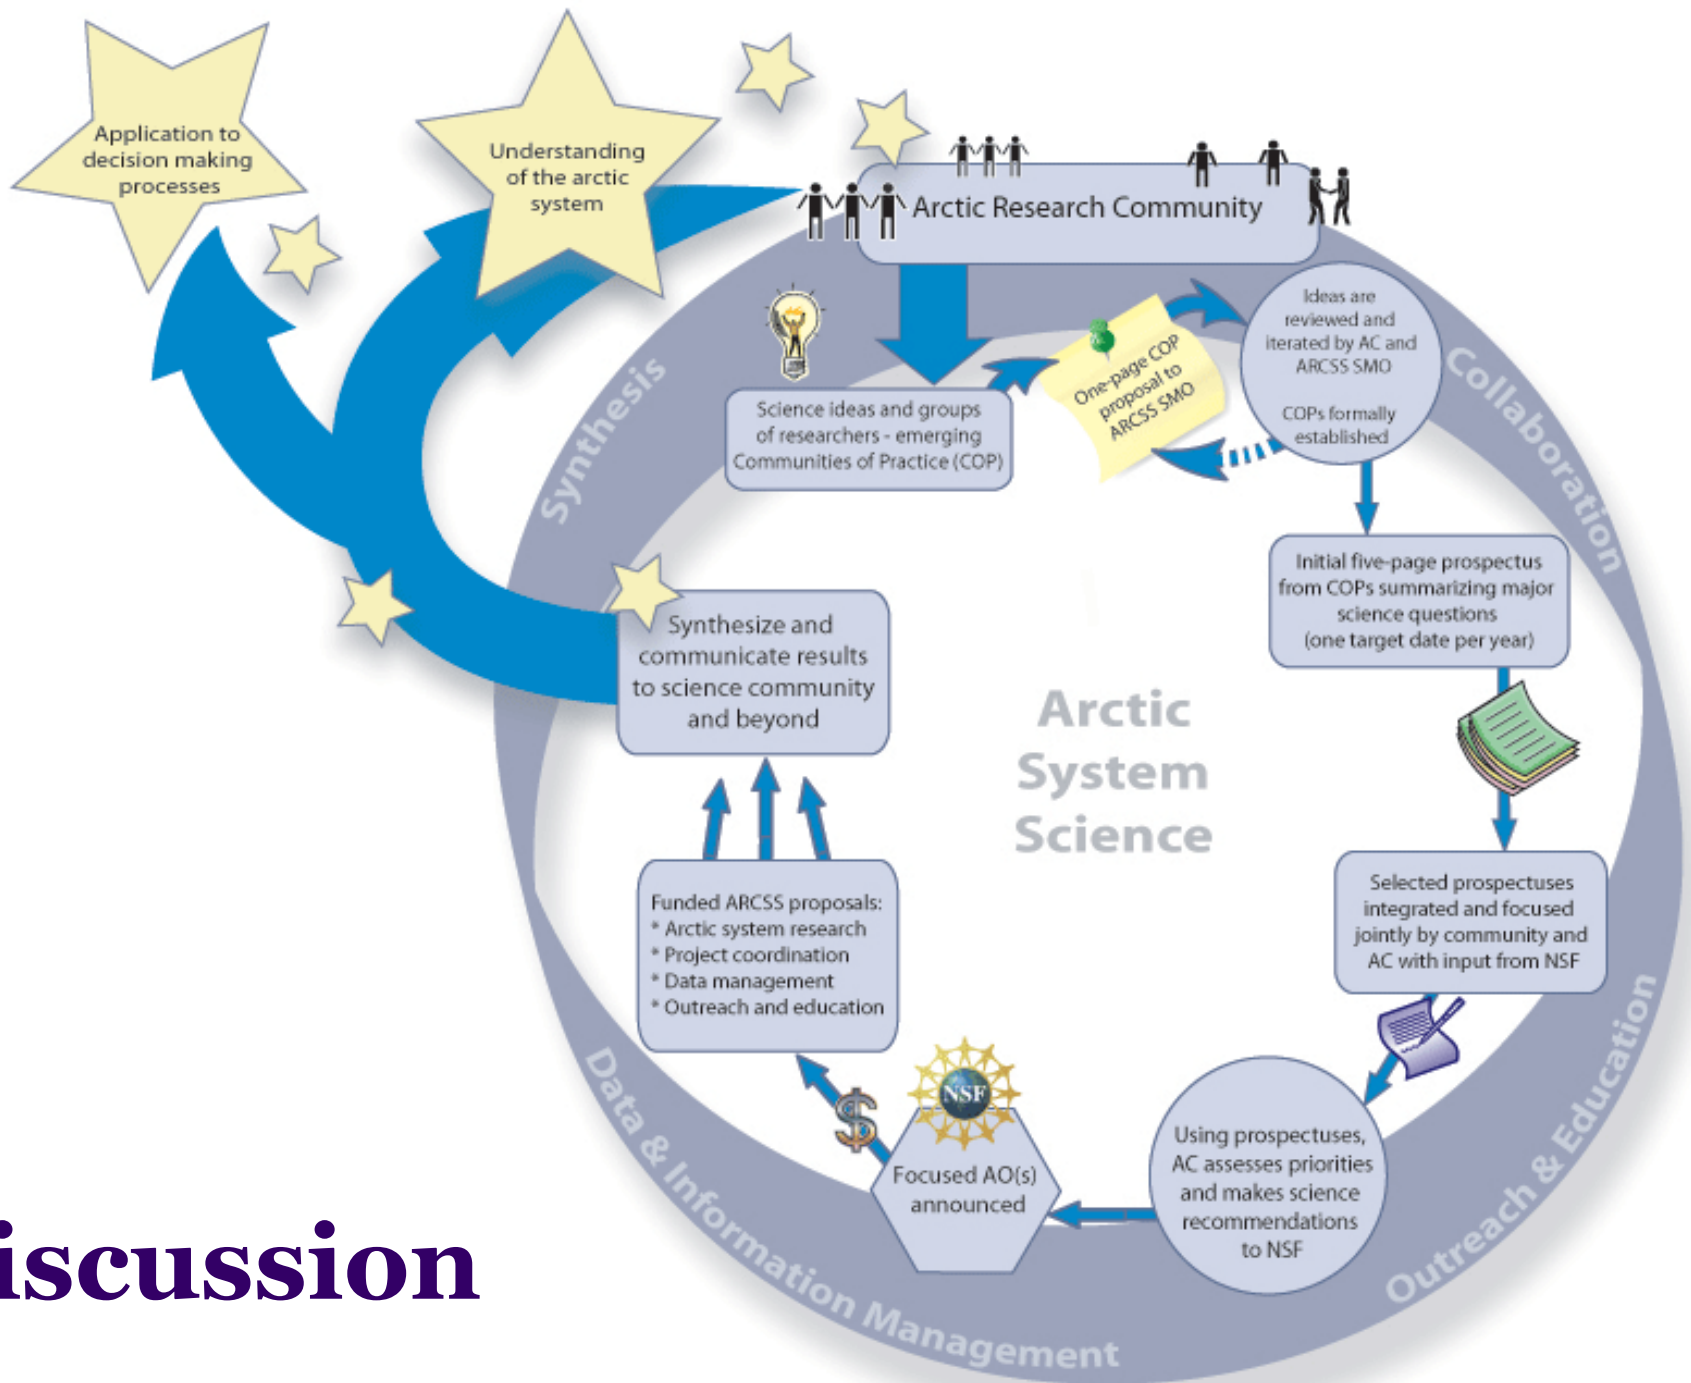 Application to
decision making
processes
Understanding
of the arctic
system
Arctic Research Community
Science ideas and groups
of researchers - emerging
Communities of Practice (COP)
One-page COP
proposal to
ARCSS SMO
Ideas are
reviewed and
iterated by AC and
ARCSS SMO
COPs formally
established
Initial five-page prospectus
from COPs summarizing major
science questions
(one target date per year)
Selected prospectuses
integrated and focused
jointly by community and
AC with input from NSF
Using prospectuses,
AC assesses priorities
and makes science
recommendations
to NSF
NSF
Focused AO(s)
announced
$
Funded ARCSS proposals:
* Arctic system research
* Project coordination
* Data management
* Outreach and education
Synthesize and
communicate results
to science community
and beyond
Arctic
System
Science
Synthesis
Collaboration
Outreach & Education
Data & Information Management
iscussion